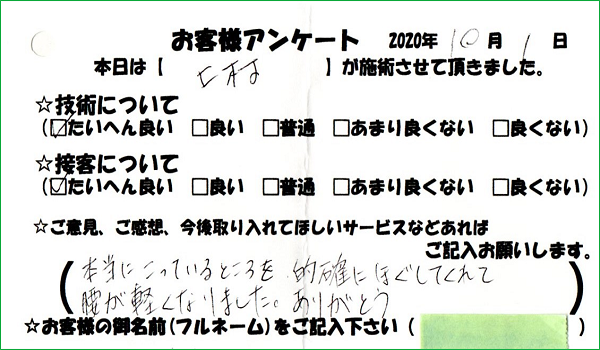 お客様アンケート 2020年 10月 1日
本日は【 上村 】が施術させて頂きました。
☆技術について
(☑たいへん良い □良い □普通 □あまり良くない □良くない)
☆接客について
(☑たいへん良い □良い □普通 □あまり良くない □良くない)
☆ご意見、ご感想、今後取り入れてほしいサービスなどあれば
ご記入お願いします。
(本当にこっているところを 的確にほぐしてくれて
腰が軽くなりました。ありがとう)
☆お客様の御名前(フルネーム)をご記入下さい( )